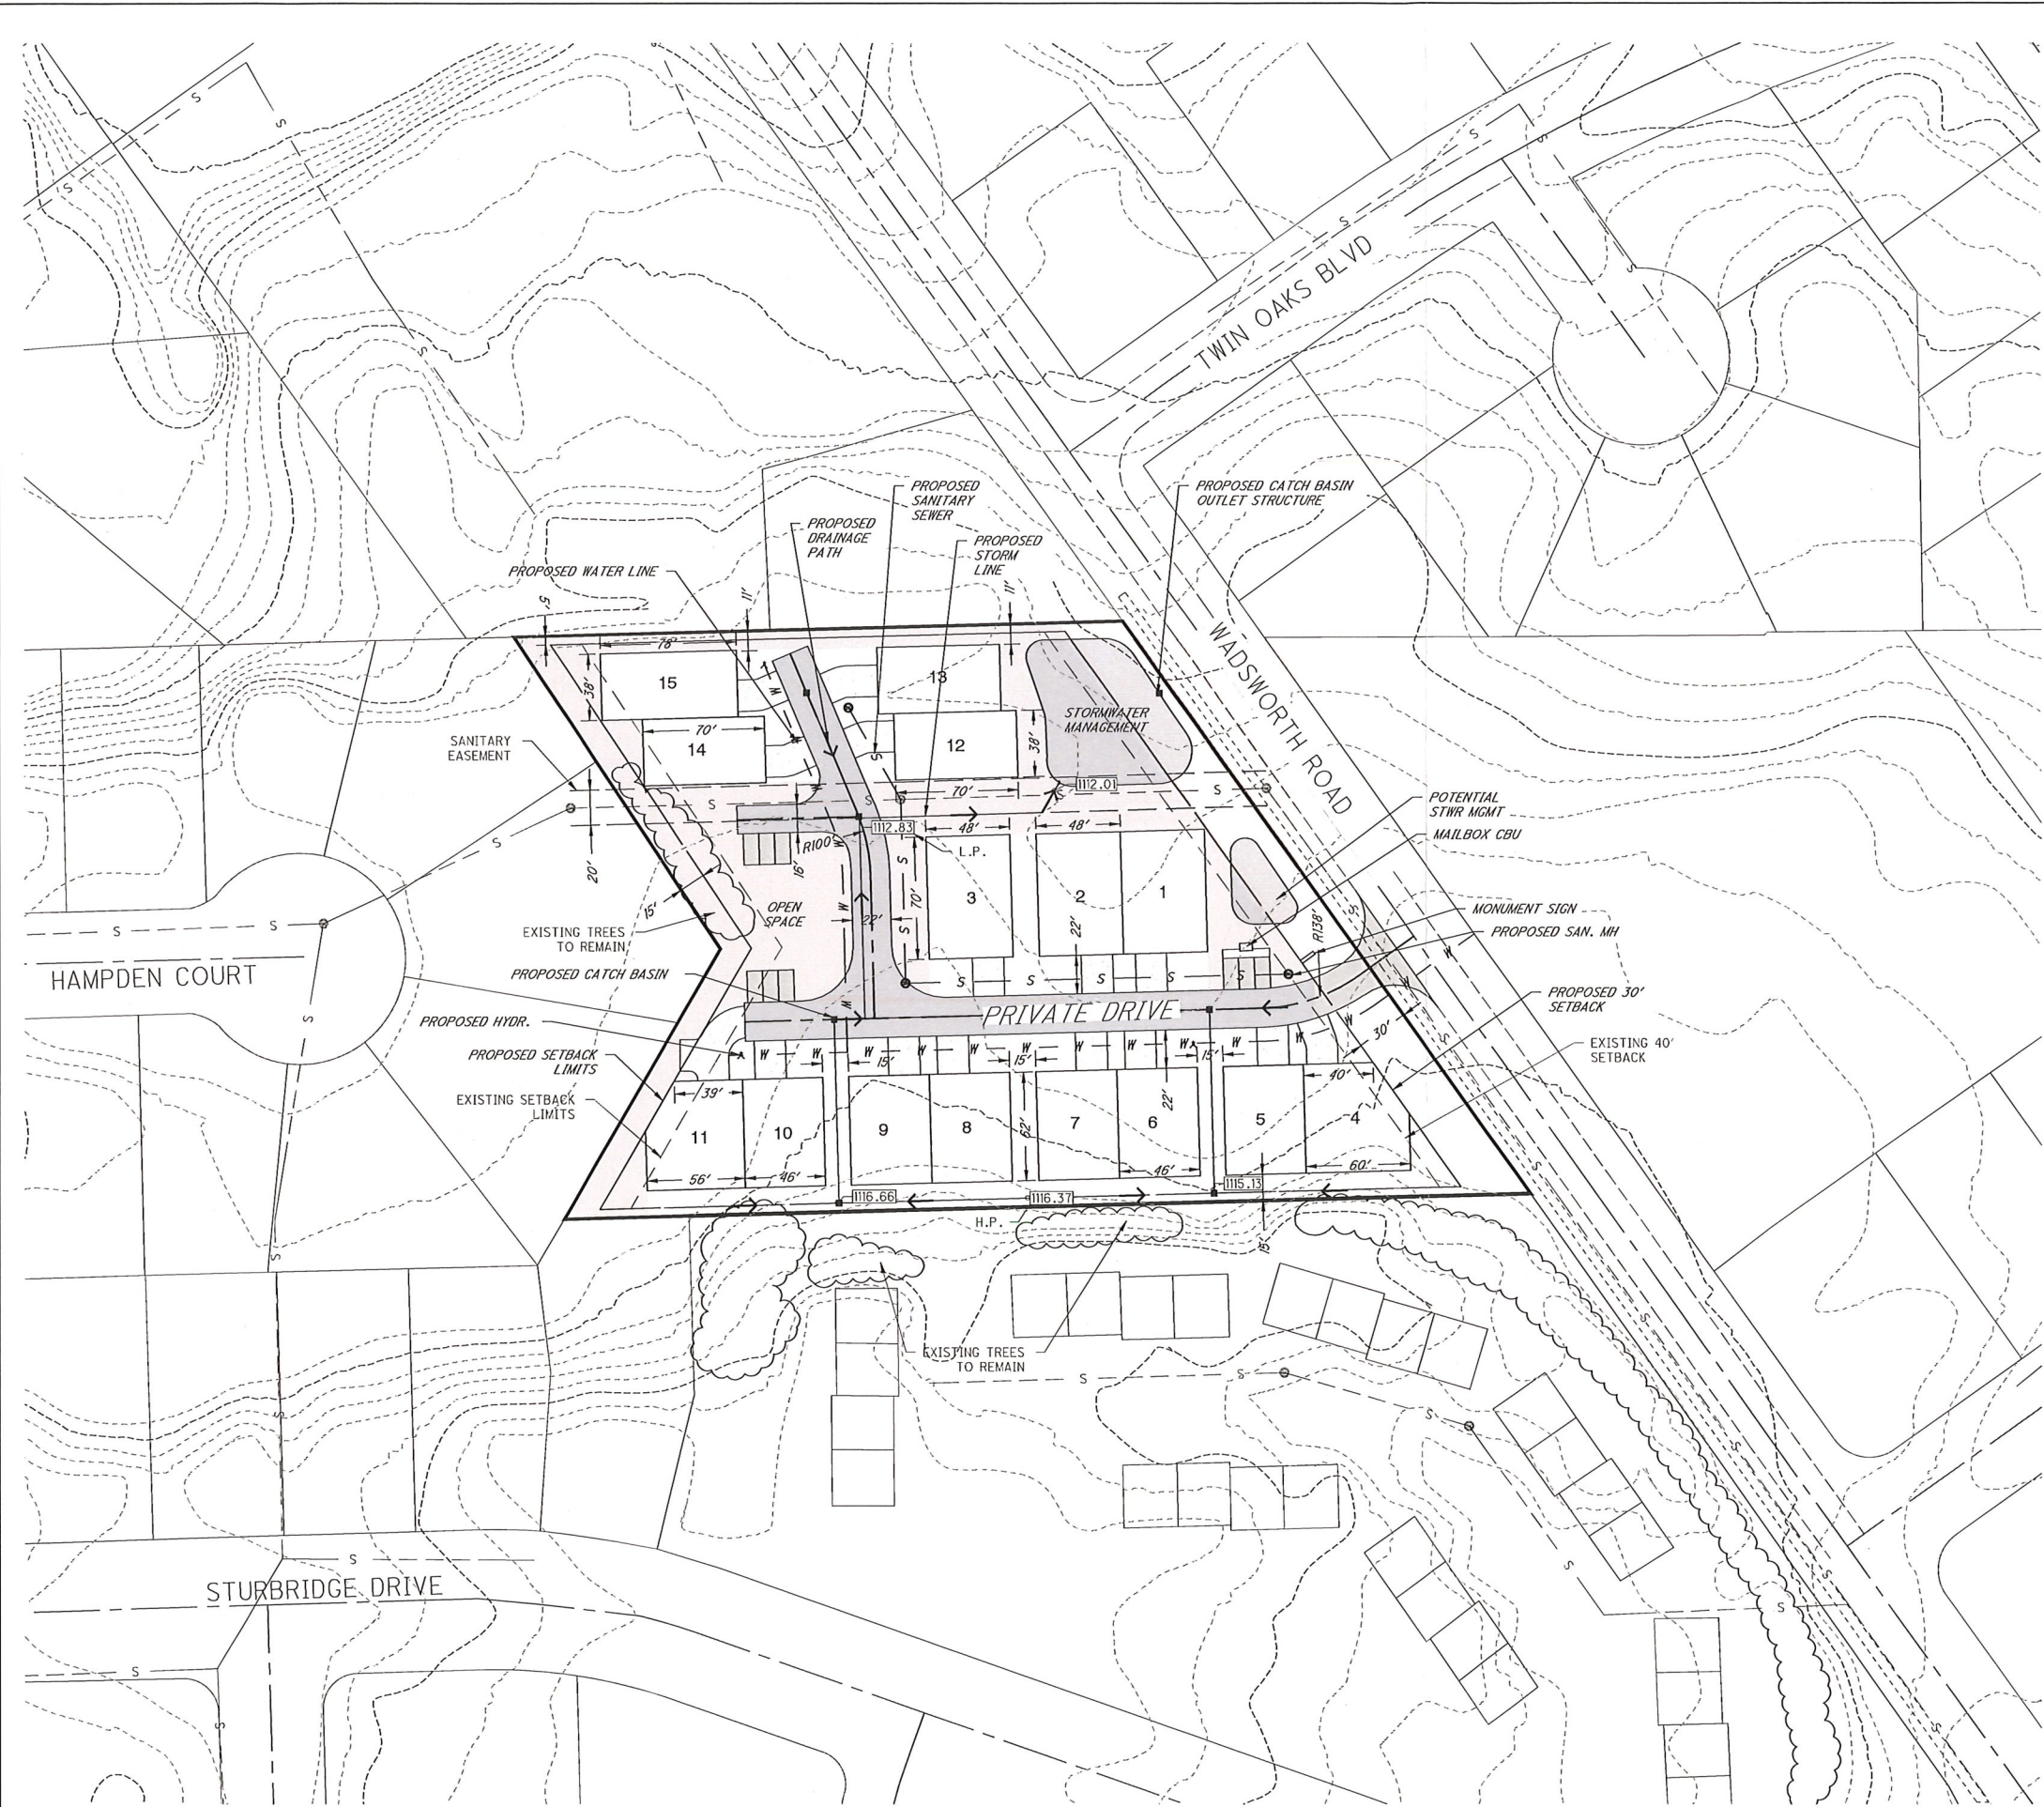 TWIN OAKS BLVD
PROPOSED
SANITARY
SEWER
PROPOSED CATCH BASIN
OUTLET STRUCTURE
PROPOSED
DRAINAGE
PATH
PROPOSED
STORM
LINE
PROPOSED WATER LINE
5'
11'
11'
WADSWORTH ROAD
76'
15
38'
13
STORMWATER
MANAGEMENT
70'
14
12
38'
SANITARY
EASEMENT
S
S
S
70'
1112.01
S
20'
16'
R100'
1112.83
48'
48'
L.P.
POTENTIAL
STWR MGMT
MAILBOX CBU
15'
OPEN
SPACE
22'
70'
3
2
1
22'
R138'
MONUMENT SIGN
PROPOSED SAN. MH
EXISTING TREES
TO REMAIN
HAMPDEN COURT
PROPOSED CATCH BASIN
S
S
S
S
S
PRIVATE DRIVE
PROPOSED 30'
SETBACK
PROPOSED HYDR.
30'
EXISTING 40'
SETBACK
PROPOSED SETBACK
LIMITS
W
W
W
W
W
W
W
W
W
15'
15'
15'
40'
39'
EXISTING SETBACK
LIMITS
22'
62'
11
10
9
8
7
6
5
4
56'
46'
46'
60'
1116.66
1116.37
1115.13
H.P.
15'
EXISTING TREES
TO REMAIN
S
S
S
S
STURBRIDGE DRIVE
S
S